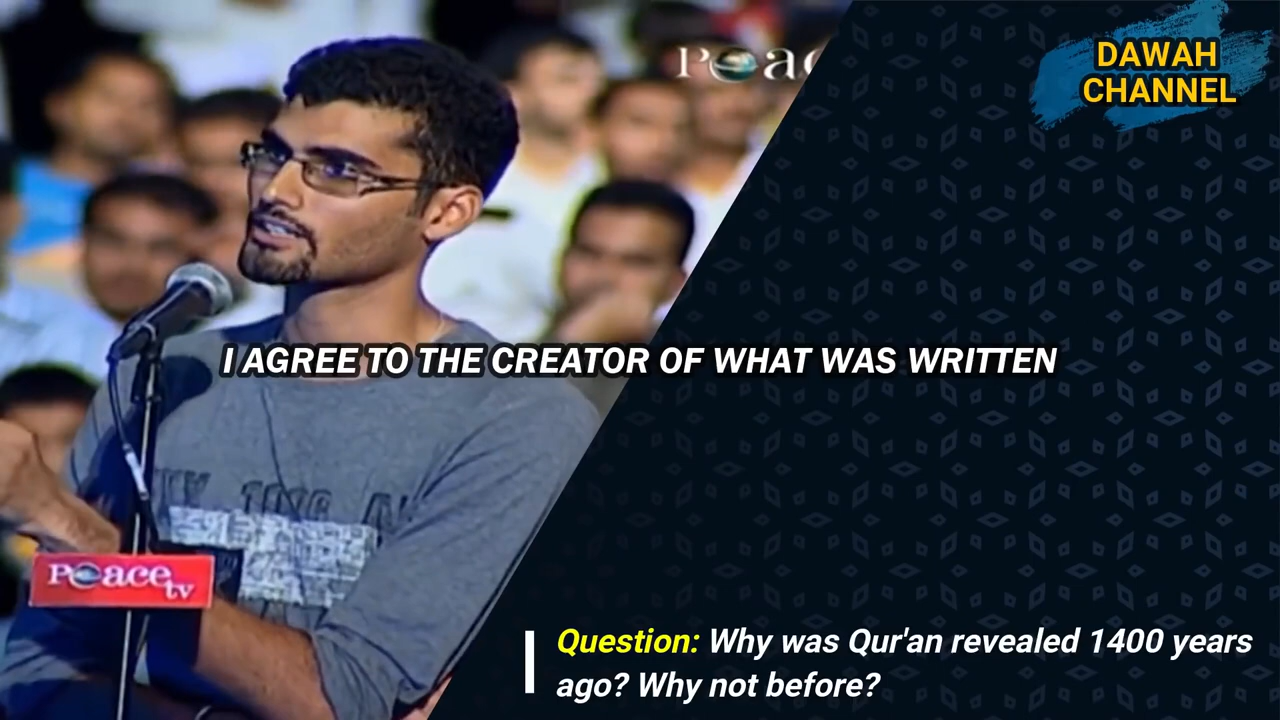 DAWAH
CHANNEL
I AGREE TO THE CREATOR OF WHAT WAS WRITTEN
Peace tv
Question: Why was Qur'an revealed 1400 years
ago? Why not before?